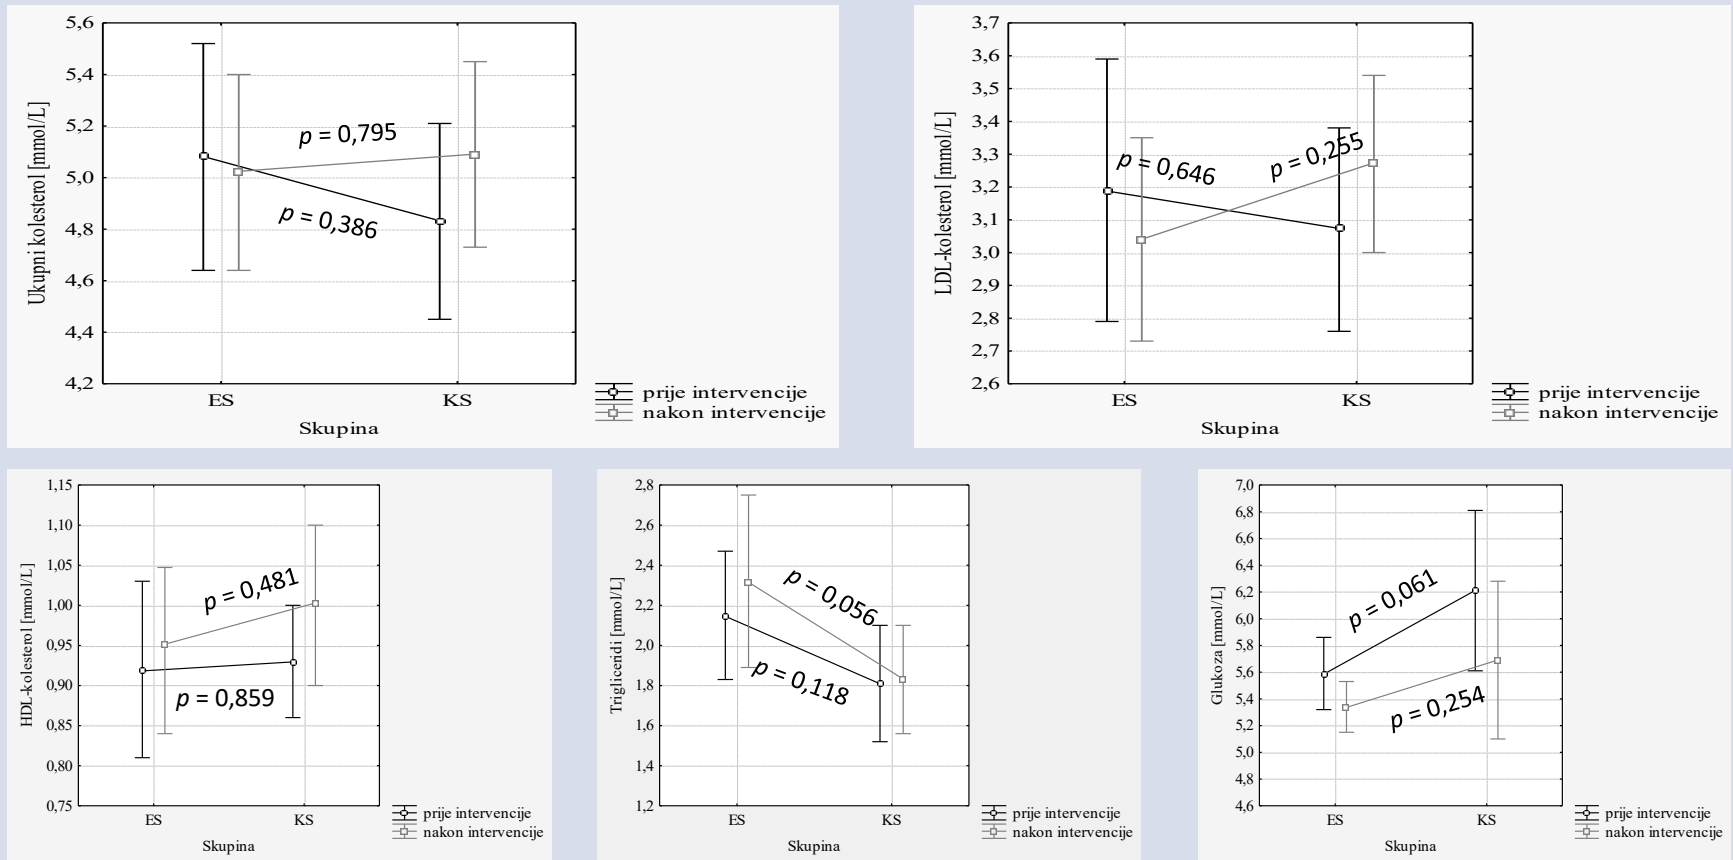 Ukupni kolesterol [mmol/L]
5,6
5,4
5,2
5,0
4,8
4,6
4,4
4,2
p = 0,795
p = 0,386
ES
KS
Skupina
prije intervencije
nakon intervencije
LDL-kolesterol [mmol/L]
3,7
3,6
3,5
3,4
3,3
3,2
3,1
3,0
2,9
2,8
2,7
2,6
p = 0,646
p = 0,255
ES
KS
Skupina
prije intervencije
nakon intervencije
HDL-kolesterol [mmol/L]
1,15
1,10
1,05
1,00
0,95
0,90
0,85
0,80
0,75
p = 0,481
p = 0,859
ES
KS
Skupina
prije intervencije
nakon intervencije
Trigliceridi [mmol/L]
2,8
2,6
2,4
2,2
2,0
1,8
1,6
1,4
1,2
p = 0,056
p = 0,118
ES
KS
Skupina
prije intervencije
nakon intervencije
Glukoza [mmol/L]
7,0
6,8
6,6
6,4
6,2
6,0
5,8
5,6
5,4
5,2
5,0
4,8
4,6
p = 0,061
p = 0,254
ES
KS
Skupina
prije intervencije
nakon intervencije